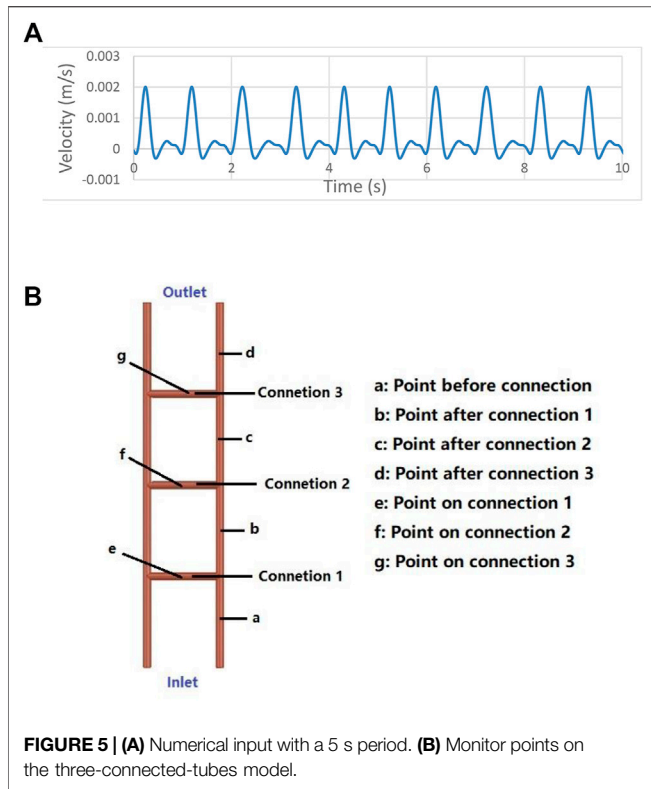 A
0.003
0.002
0.001
0
-0.001
Velocity (m/s)
0 2 4 6 8 10
Time (s)
B
Outlet
g
d
Connetion 3
c
f
Connetion 2
b
e
Connetion 1
a
Inlet
a: Point before connection
b: Point after connection 1
c: Point after connection 2
d: Point after connection 3
e: Point on connection 1
f: Point on connection 2
g: Point on connection 3
FIGURE 5 | (A) Numerical input with a 5 s period. (B) Monitor points on
the three-connected-tubes model.